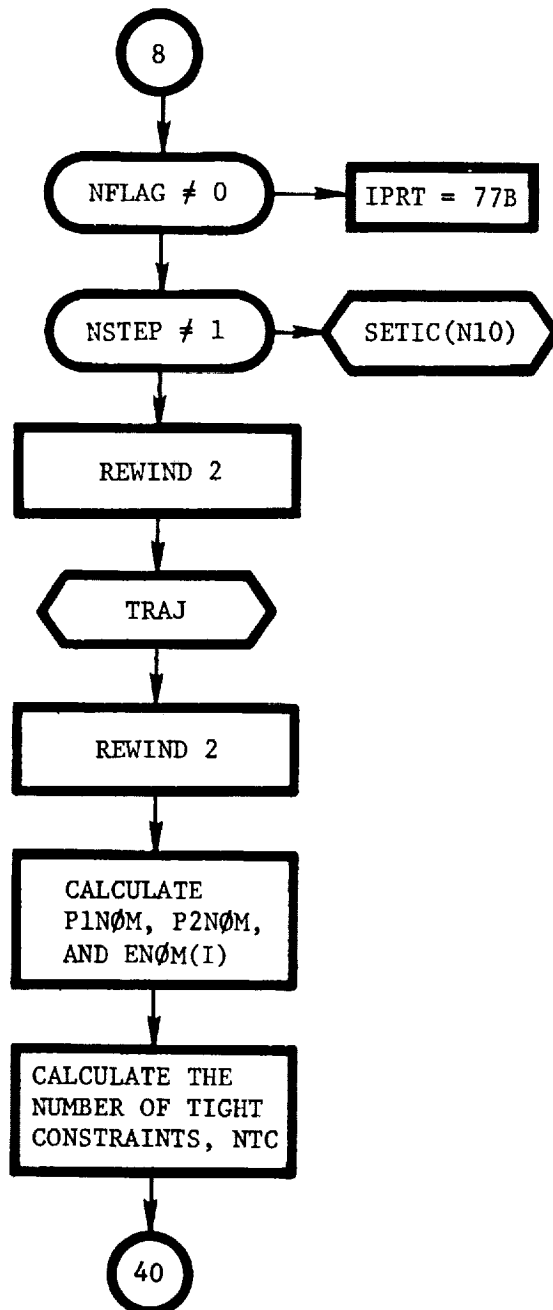 8
NFLAG ≠ 0
IPRT = 77B
NSTEP ≠ 1
SETIC(N10)
REWIND 2
TRAJ
REWIND 2
CALCULATE
P1NØM, P2NØM,
AND ENØM(I)
CALCULATE THE
NUMBER OF TIGHT
CONSTRAINTS, NTC
40